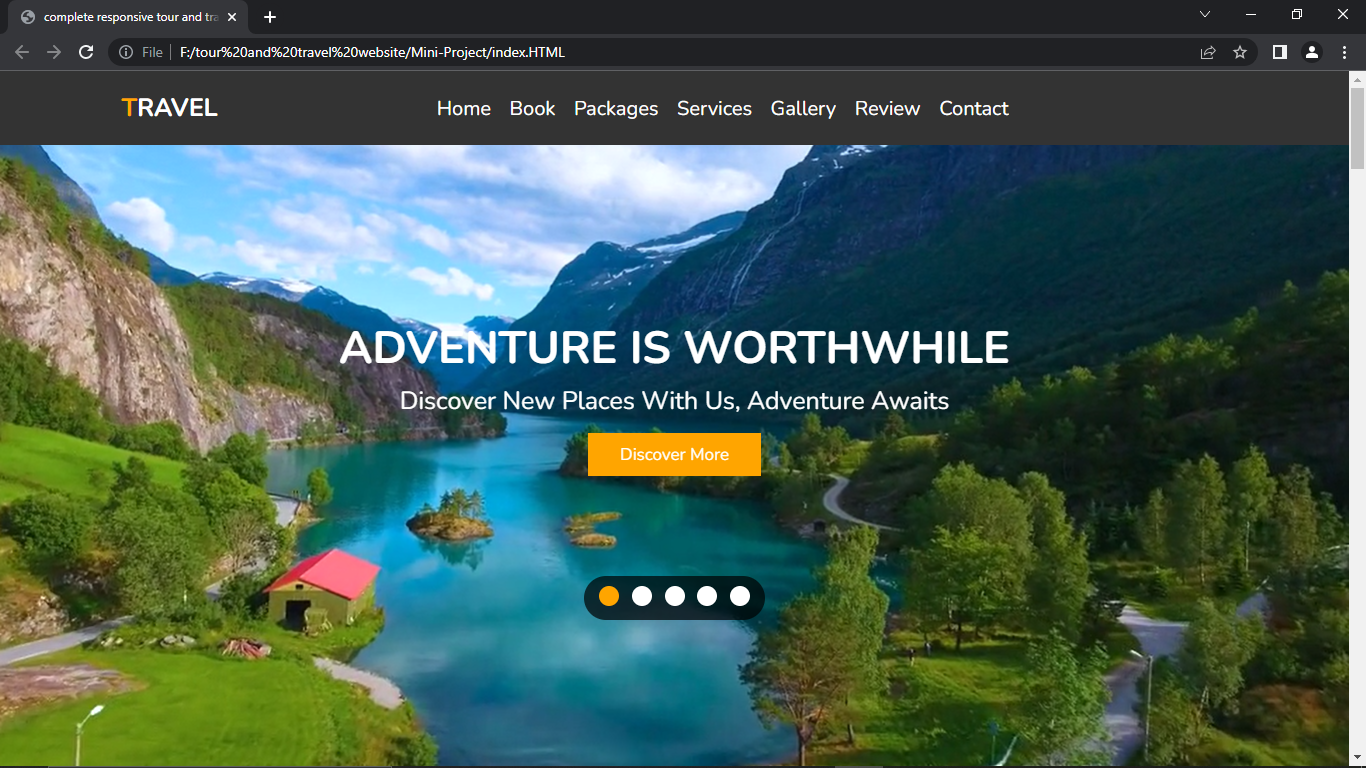 complete responsive tour and tra
File F:/tour%20and%20travel%20website/Mini-Project/index.HTML
TRAVEL Home Book Packages Services Gallery Review Contact
ADVENTURE IS WORTHWHILE
Discover New Places With Us, Adventure Awaits
Discover More